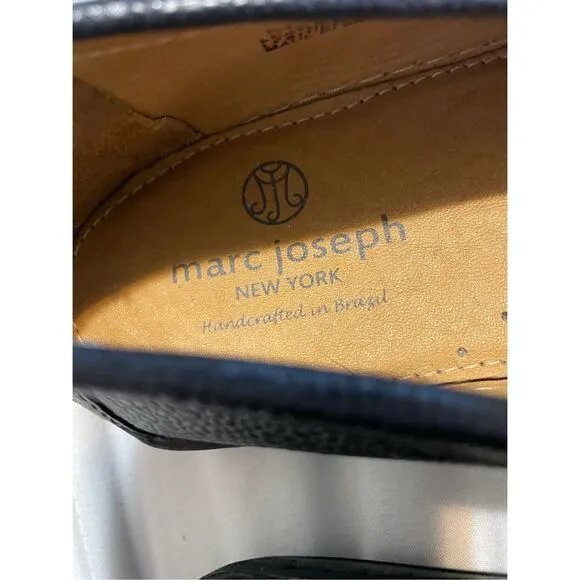 marc joseph
NEW YORK
Handcrafted in Brazil